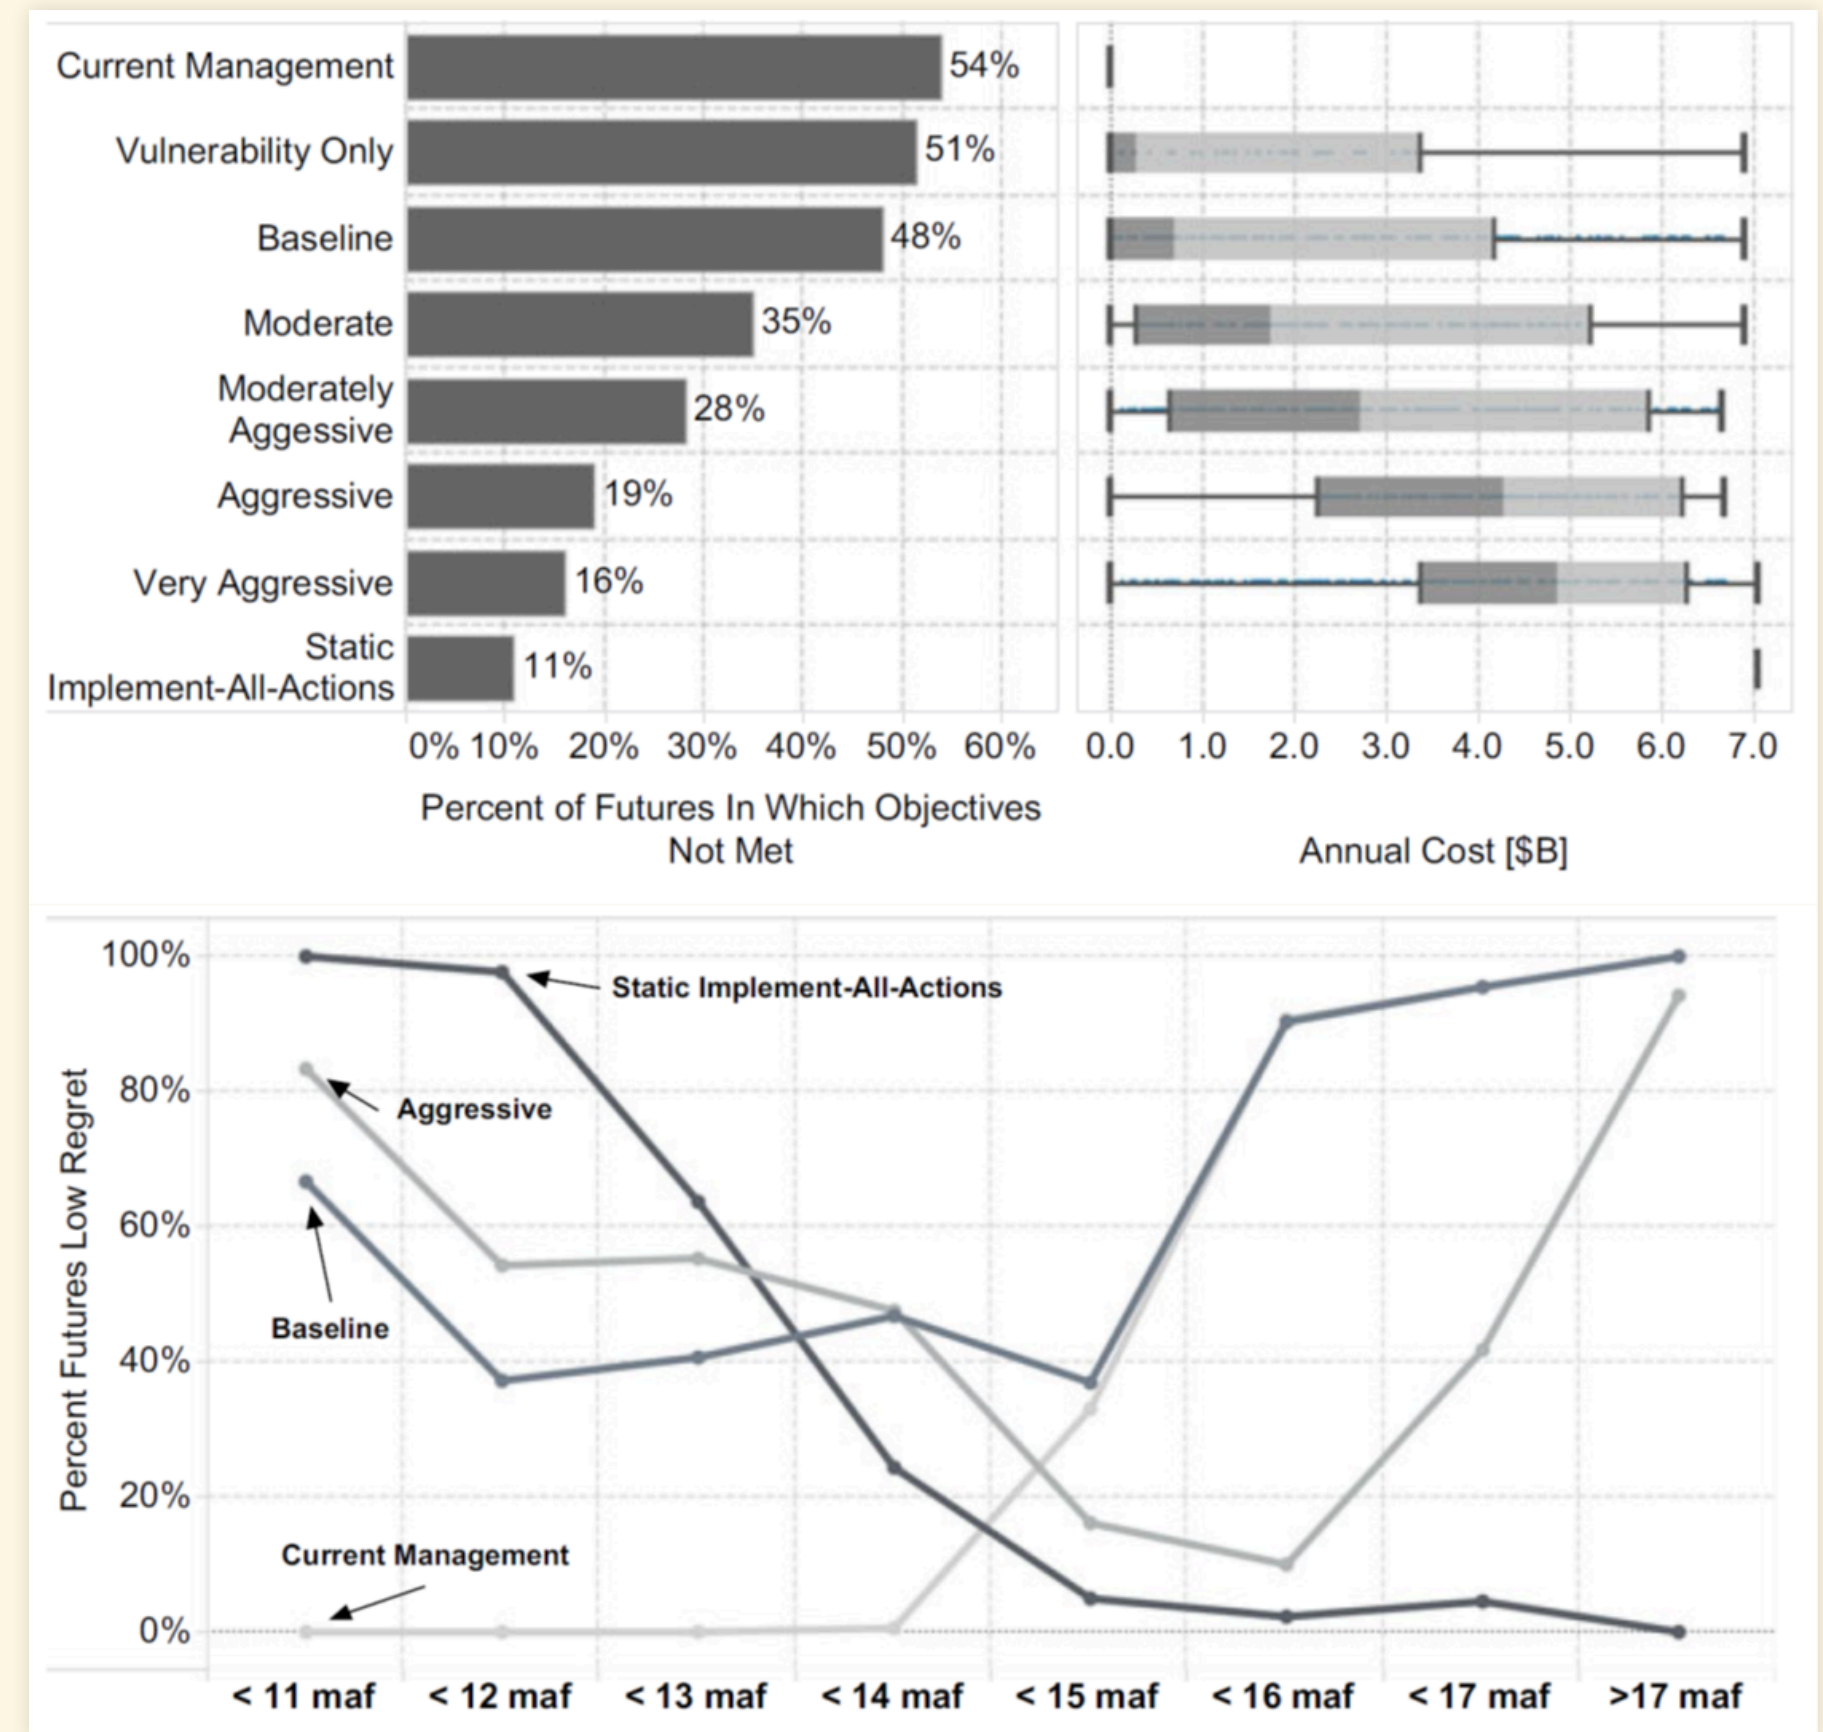 Current Management
54%
Vulnerability Only
51%
Baseline
48%
Moderate
35%
Moderately
Aggessive
28%
Aggressive
19%
Very Aggressive
16%
Static
Implement-All-Actions
11%
0% 10% 20% 30% 40% 50% 60%
Percent of Futures In Which Objectives
Not Met
0.0 1.0 2.0 3.0 4.0 5.0 6.0 7.0
Annual Cost [$B]
Percent Futures Low Regret
100%
80%
60%
40%
20%
0%
Static Implement-All-Actions
Aggressive
Baseline
Current Management
< 11 maf < 12 maf < 13 maf < 14 maf < 15 maf < 16 maf < 17 maf >17 maf